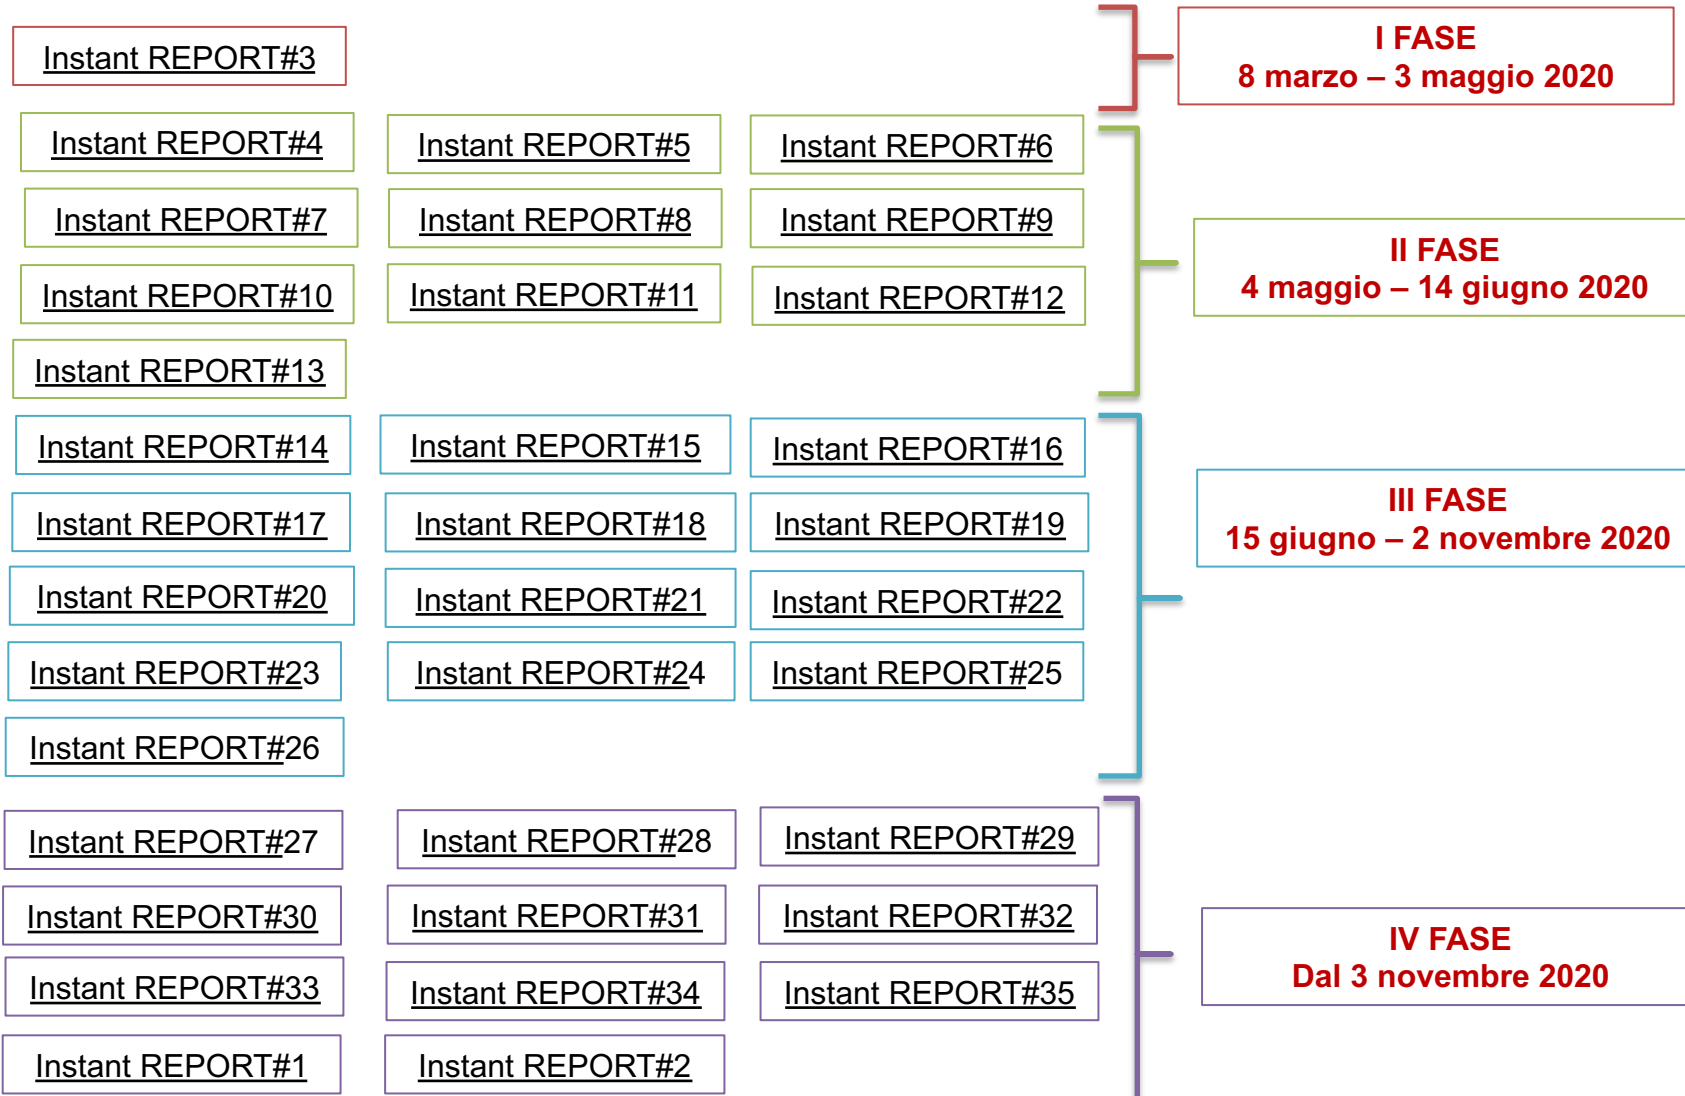 Instant REPORT#3
I FASE
8 marzo – 3 maggio 2020
Instant REPORT#4
Instant REPORT#5
Instant REPORT#6
Instant REPORT#7
Instant REPORT#8
Instant REPORT#9
Instant REPORT#10
Instant REPORT#11
Instant REPORT#12
Instant REPORT#13
II FASE
4 maggio – 14 giugno 2020
Instant REPORT#14
Instant REPORT#15
Instant REPORT#16
Instant REPORT#17
Instant REPORT#18
Instant REPORT#19
Instant REPORT#20
Instant REPORT#21
Instant REPORT#22
Instant REPORT#23
Instant REPORT#24
Instant REPORT#25
Instant REPORT#26
III FASE
15 giugno – 2 novembre 2020
Instant REPORT#27
Instant REPORT#28
Instant REPORT#29
Instant REPORT#30
Instant REPORT#31
Instant REPORT#32
Instant REPORT#33
Instant REPORT#34
Instant REPORT#35
Instant REPORT#1
Instant REPORT#2
IV FASE
Dal 3 novembre 2020